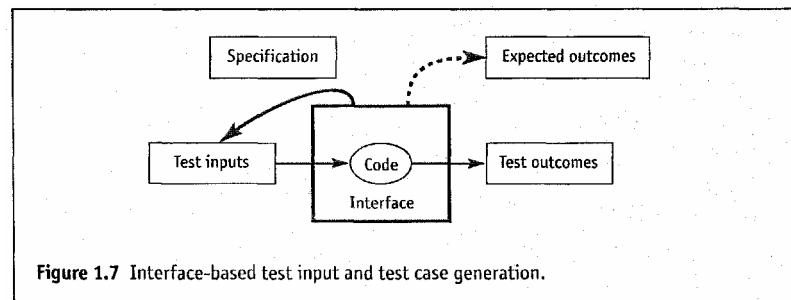 Specification
Expected outcomes
Test inputs
Code
Test outcomes
Interface
Figure 1.7 Interface-based test input and test case generation.